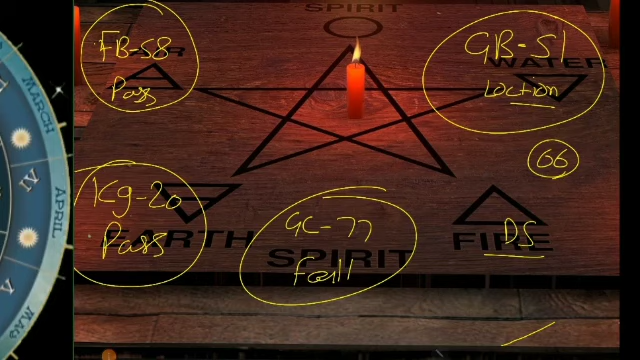 SPIRIT
FB-58
Pass
GB-51
Loction
WATER
66
MARCH
IV
APRIL
V
Kg-20
Pass
EARTH
GC-77
Faill
SPIRIT
DS
FIRE